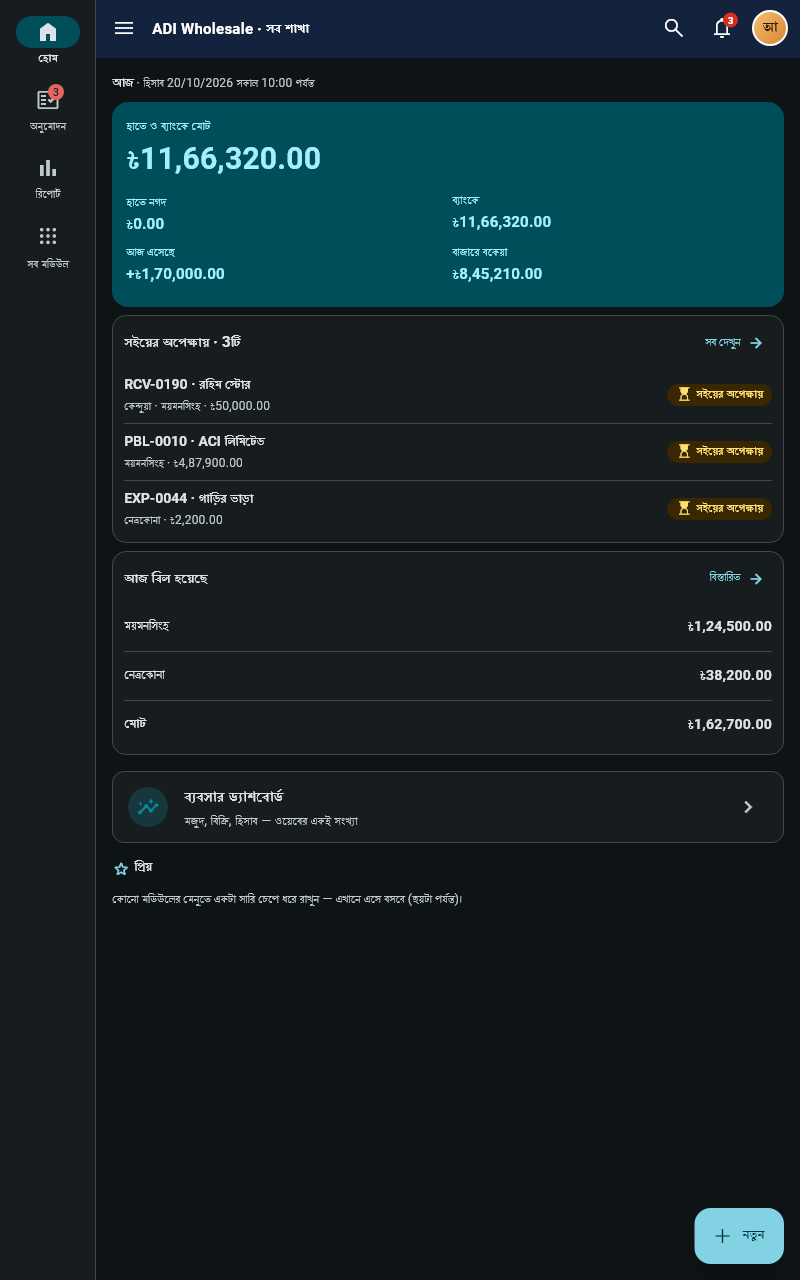 ADI Wholesale · সব শাখা
3
আ
হোম
3
অনুমোদন
রিপোর্ট
সব মডিউল
আজ · হিসাব 20/10/2026 সকাল 10:00 পর্যন্ত
হাতে ও ব্যাংকে মোট
৳11,66,320.00
হাতে নগদ
৳0.00
ব্যাংকে
৳11,66,320.00
আজ এসেছে
+৳1,70,000.00
বাজারে বকেয়া
৳8,45,210.00
সইয়ের অপেক্ষায় · 3টি
সব দেখুন
RCV-0190 · রহিম স্টোর
কেন্দুয়া · ময়মনসিংহ · ৳50,000.00
সইয়ের অপেক্ষায়
PBL-0010 · ACI লিমিটেড
ময়মনসিংহ · ৳4,87,900.00
সইয়ের অপেক্ষায়
EXP-0044 · গাড়ির ভাড়া
নেত্রকোনা · ৳2,200.00
সইয়ের অপেক্ষায়
আজ বিল হয়েছে
বিস্তারিত
ময়মনসিংহ
৳1,24,500.00
নেত্রকোনা
৳38,200.00
মোট
৳1,62,700.00
ব্যবসার ড্যাশবোর্ড
মজুদ, বিক্রি, হিসাব — ওয়েবের একই সংখ্যা
প্রিয়
কোনো মডিউলের মেনুতে একটা সারি চেপে ধরে রাখুন — এখানে এসে বসবে (ছয়টা পর্যন্ত)।
নতুন